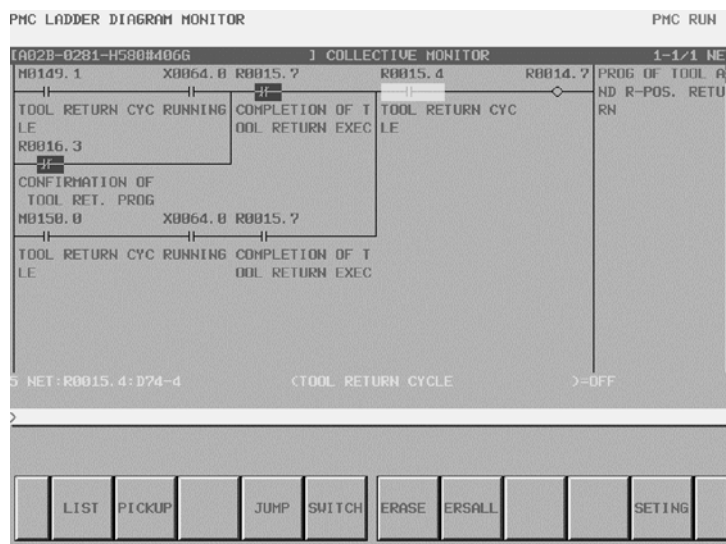 PMC LADDER DIAGRAM MONITOR PMC RUN
[A02B-0281-H580#406G ] COLLECTIVE MONITOR 1-1/1 NE
M0149.1 X0064.0 R0015.7 R0015.4 R0014.7 PROG OF TOOL A
TOOL RETURN CYC RUNNING COMPLETION OF T TOOL RETURN CYC ND R-POS. RETU
LE OOL RETURN EXEC LE RN
R0016.3
CONFIRMATION OF
TOOL RET. PROG
M0150.0 X0064.0 R0015.7
TOOL RETURN CYC RUNNING COMPLETION OF T
LE OOL RETURN EXEC
NET:R0015.4:D74-4 (TOOL RETURN CYCLE )=OFF
>
LIST PICKUP JUMP SWITCH ERASE ERSALL SETING